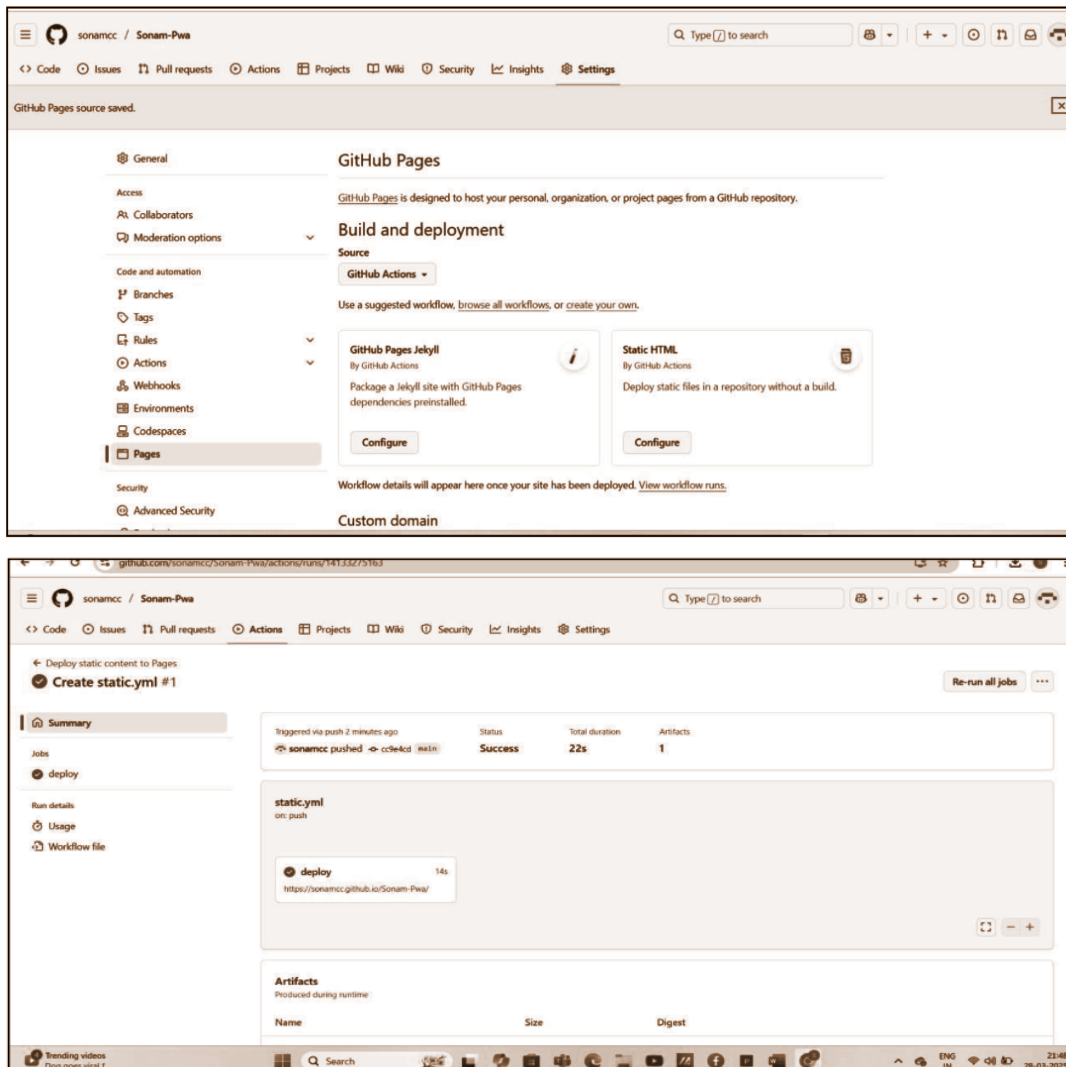 sonamcc / Sonam-Pwa
Type / to search
Code Issues Pull requests Actions Projects Wiki Security Insights Settings
GitHub Pages source saved.
General
Access
Collaborators
Moderation options
Code and automation
Branches
Tags
Rules
Actions
Webhooks
Environments
Codespaces
Pages
Security
Advanced Security
GitHub Pages
GitHub Pages is designed to host your personal, organization, or project pages from a GitHub repository.
Build and deployment
Source
GitHub Actions
Use a suggested workflow, browse all workflows, or create your own.
GitHub Pages Jekyll
By GitHub Actions
Package a Jekyll site with GitHub Pages
dependencies preinstalled.
Configure
Static HTML
By GitHub Actions
Deploy static files in a repository without a build.
Configure
Workflow details will appear here once your site has been deployed. View workflow runs.
Custom domain
github.com/sonamcc/Sonam-Pwa/actions/runs/14133275163
sonamcc / Sonam-Pwa
Type / to search
Code Issues Pull requests Actions Projects Wiki Security Insights Settings
Deploy static content to Pages
Create static.yml #1
Re-run all jobs
Summary
Jobs
deploy
Run details
Usage
Workflow file
Triggered via push 2 minutes ago
sonamcc pushed cc9e4cd main
Status
Success
Total duration
22s
Artifacts
1
static.yml
on: push
deploy 14s
https://sonamcc.github.io/Sonam-Pwa/
Artifacts
Produced during runtime
Name Size Digest
Trending videos
Dog goes viral f
Search
ENG
IN
21:48
28-03-2025